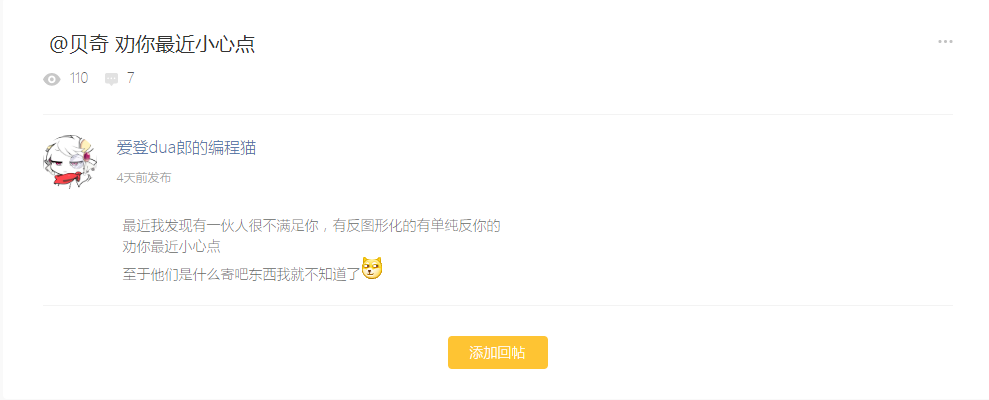 @贝奇 劝你最近小心点
110 7
爱登dua郎的编程猫
4天前发布
最近我发现有一伙人很不满足你，有反图形化的有单纯反你的
劝你最近小心点
至于他们是什么寄吧东西我就不知道了
添加回帖